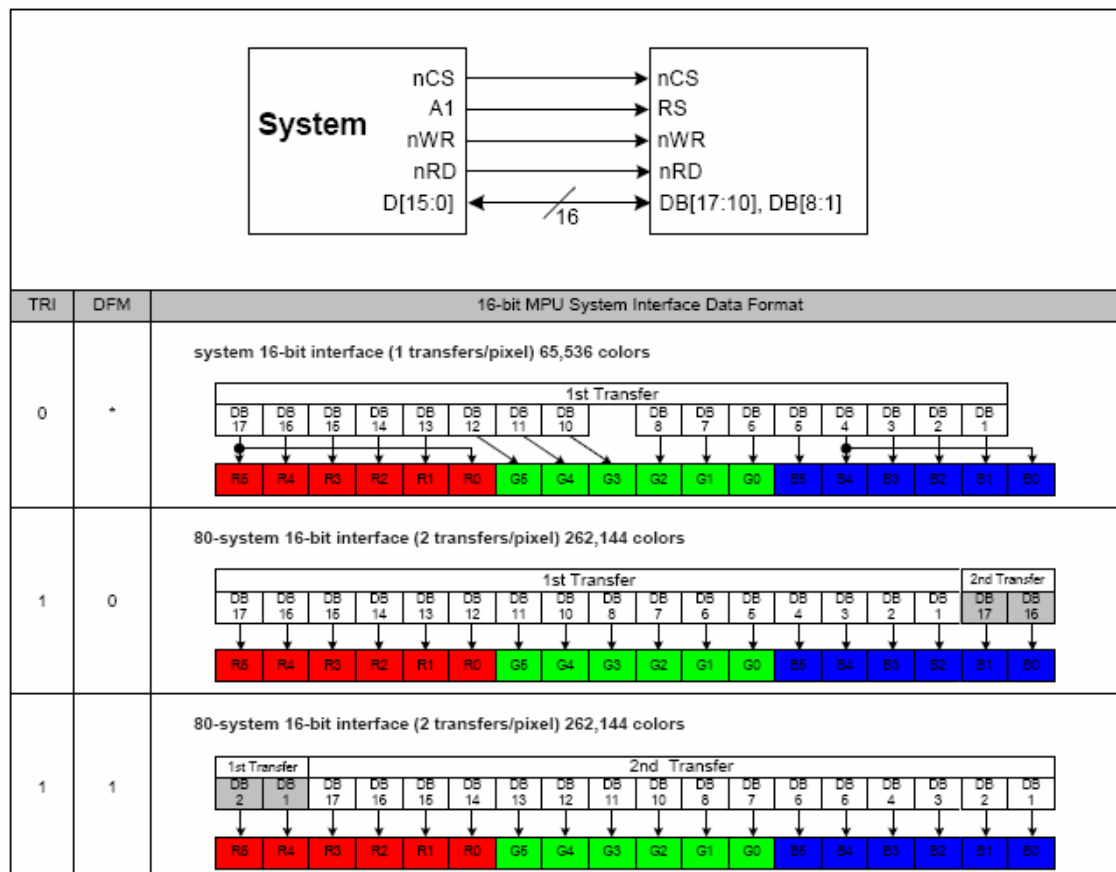 System
nCS
A1
nWR
nRD
D[15:0]
16
nCS
RS
nWR
nRD
DB[17:10], DB[8:1]
TRI DFM 16-bit MPU System Interface Data Format
0 *
system 16-bit interface (1 transfers/pixel) 65,536 colors
1st Transfer
DB DB DB DB DB DB DB DB DB DB DB DB DB DB DB DB
17 16 15 14 13 12 11 10 8 7 6 5 4 3 2 1
R5 R4 R3 R2 R1 R0 G5 G4 G3 G2 G1 G0 B5 B4 B3 B2 B1 B0
1 0
80-system 16-bit interface (2 transfers/pixel) 262,144 colors
1st Transfer 2nd Transfer
DB DB DB DB DB DB DB DB DB DB DB DB DB DB DB DB DB DB
17 16 15 14 13 12 11 10 8 7 6 5 4 3 2 1 17 16
R5 R4 R3 R2 R1 R0 G5 G4 G3 G2 G1 G0 B5 B4 B3 B2 B1 B0
1 1
80-system 16-bit interface (2 transfers/pixel) 262,144 colors
1st Transfer 2nd Transfer
DB DB DB DB DB DB DB DB DB DB DB DB DB DB DB DB DB DB
2 1 17 16 15 14 13 12 11 10 8 7 6 5 4 3 2 1
R5 R4 R3 R2 R1 R0 G5 G4 G3 G2 G1 G0 B5 B4 B3 B2 B1 B0